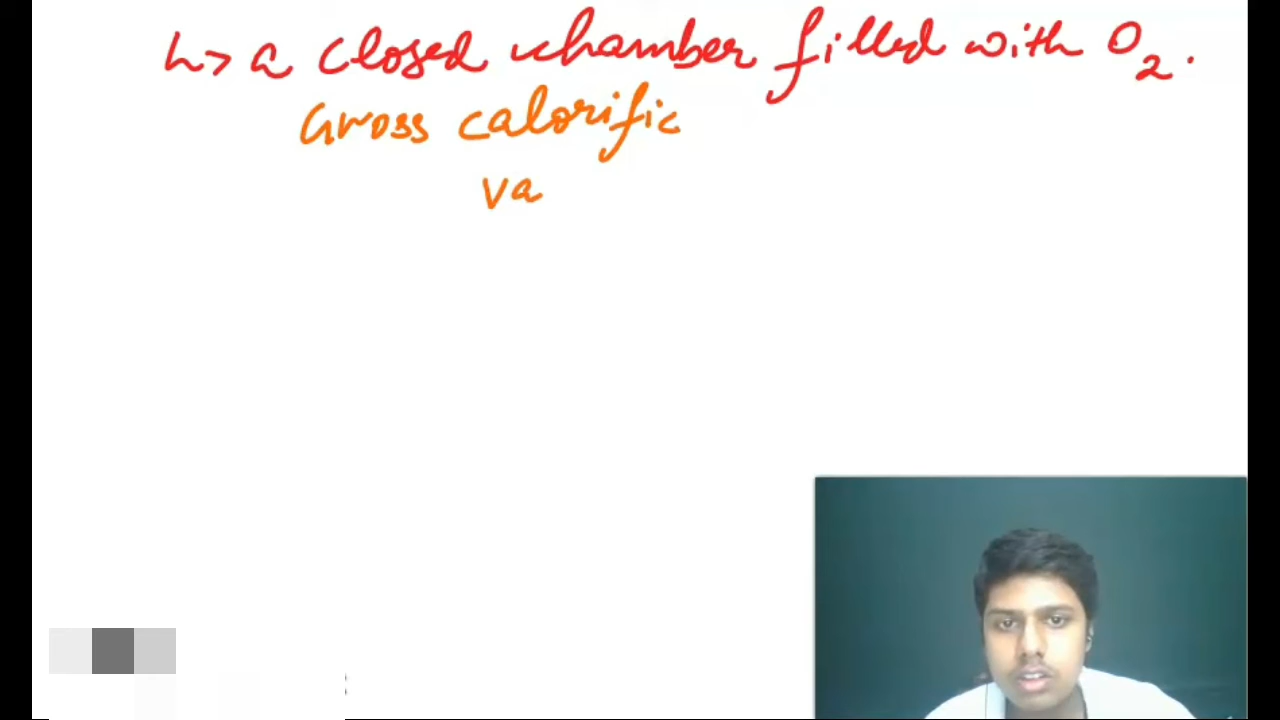 ↳ a closed chamber filled with O₂.
Gross calorific
va